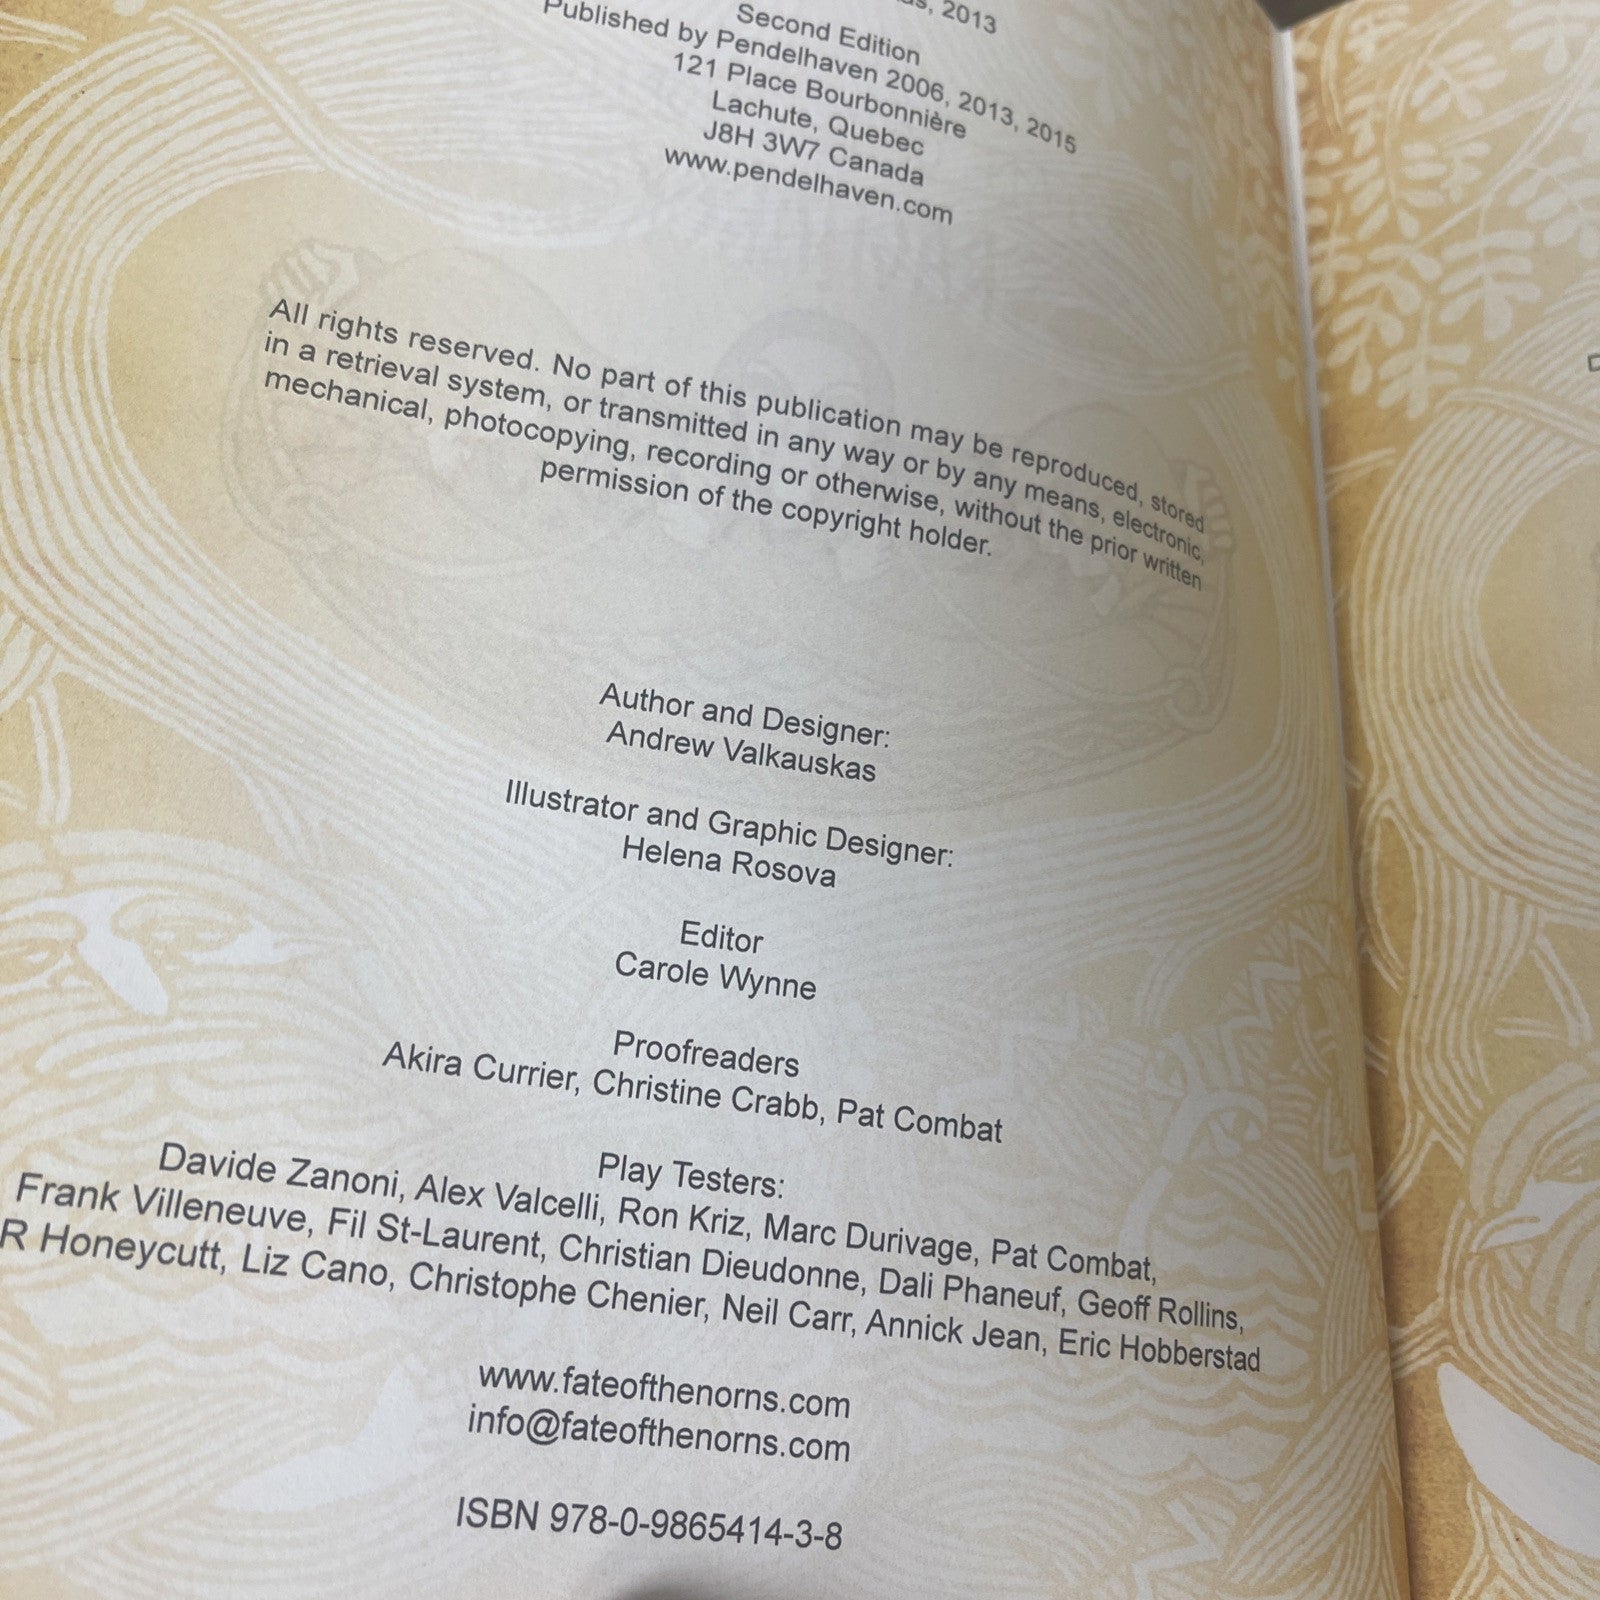 2013
Second Edition
Published by Pendelhaven 2006, 2013, 2015
121 Place Bourbonnière
Lachute, Quebec
J8H 3W7 Canada
www.pendelhaven.com
All rights reserved. No part of this publication may be reproduced, stored
in a retrieval system, or transmitted in any way or by any means, electronic,
mechanical, photocopying, recording or otherwise, without the prior written
permission of the copyright holder.
Author and Designer:
Andrew Valkauskas
Illustrator and Graphic Designer:
Helena Rosova
Editor
Carole Wynne
Proofreaders
Akira Currier, Christine Crabb, Pat Combat
Play Testers:
Davide Zanoni, Alex Valcelli, Ron Kriz, Marc Durivage, Pat Combat,
Frank Villeneuve, Fil St-Laurent, Christian Dieudonne, Dali Phaneuf, Geoff Rollins,
R Honeycutt, Liz Cano, Christophe Chenier, Neil Carr, Annick Jean, Eric Hobberstad
www.fateofthenorns.com
info@fateofthenorns.com
ISBN 978-0-9865414-3-8